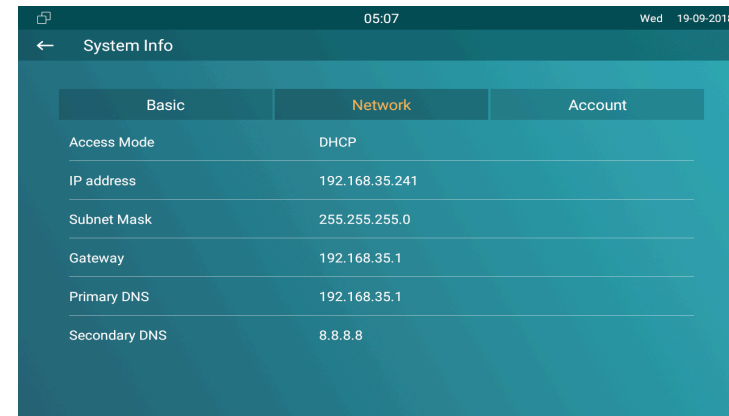 05:07 Wed 19-09-2018
← System Info
Basic Network Account
Access Mode DHCP
IP address 192.168.35.241
Subnet Mask 255.255.255.0
Gateway 192.168.35.1
Primary DNS 192.168.35.1
Secondary DNS 8.8.8.8